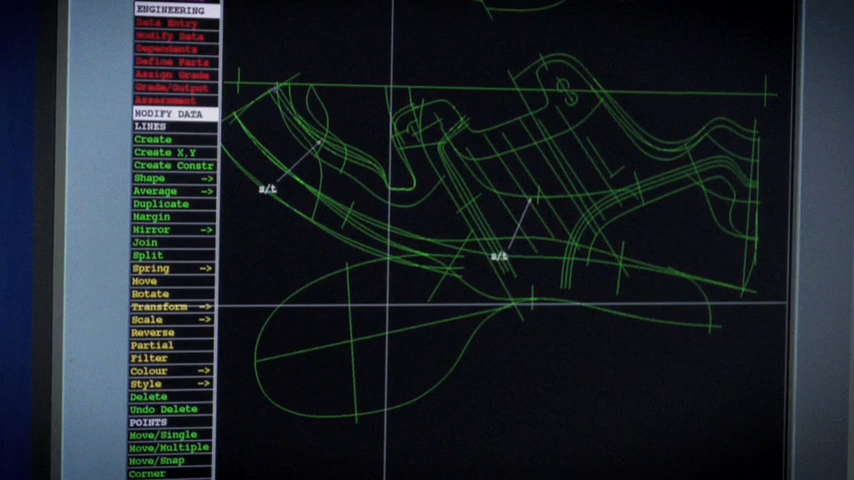 ENGINEERING
Data Entry
Modify Data
Dependants
Define Parts
Assign Grade
Grade/Output
Assessment
MODIFY DATA
LINES
Create
Create X,Y
Create Constr
Shape ->
Average ->
Duplicate
Margin
Mirror ->
Join
Split
Spring ->
Move
Rotate
Transform ->
Scale ->
Reverse
Partial
Filter
Colour ->
Style ->
Delete
Undo Delete
POINTS
Move/Single
Move/Multiple
Move/Snap
Corner
s/t
s/t